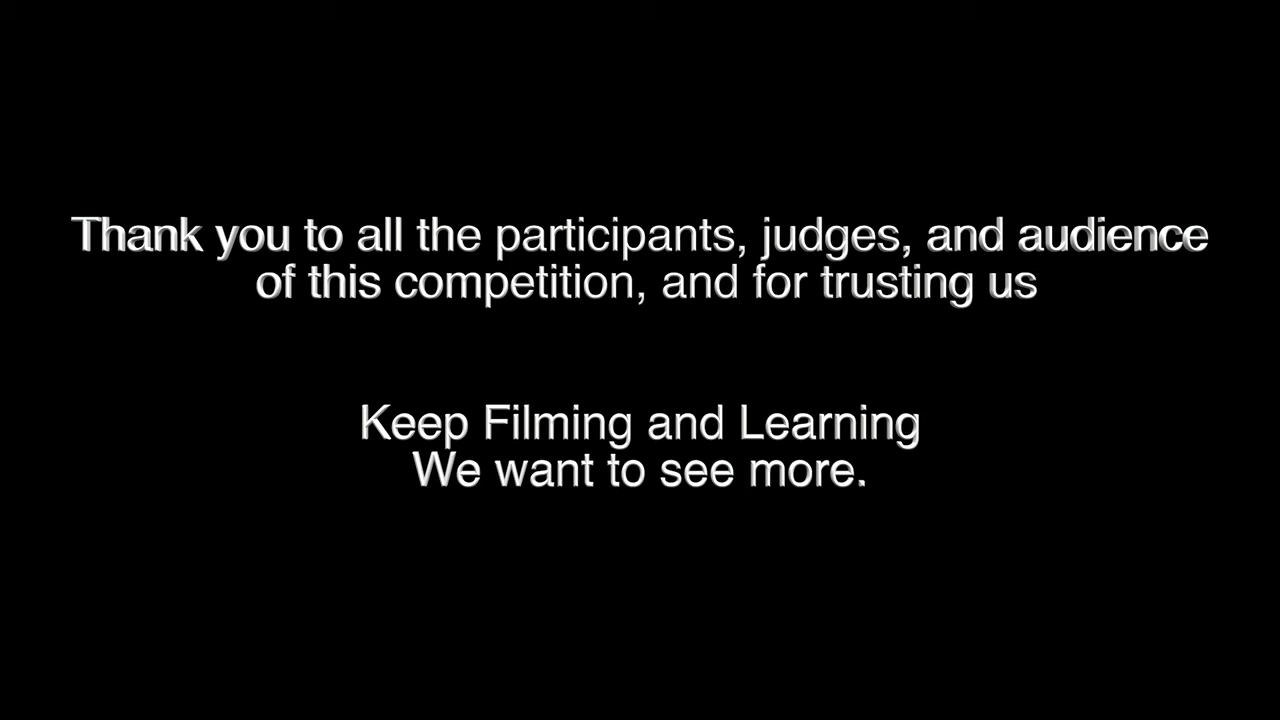 Thank you to all the participants, judges, and audience
of this competition, and for trusting us
Keep Filming and Learning
We want to see more.